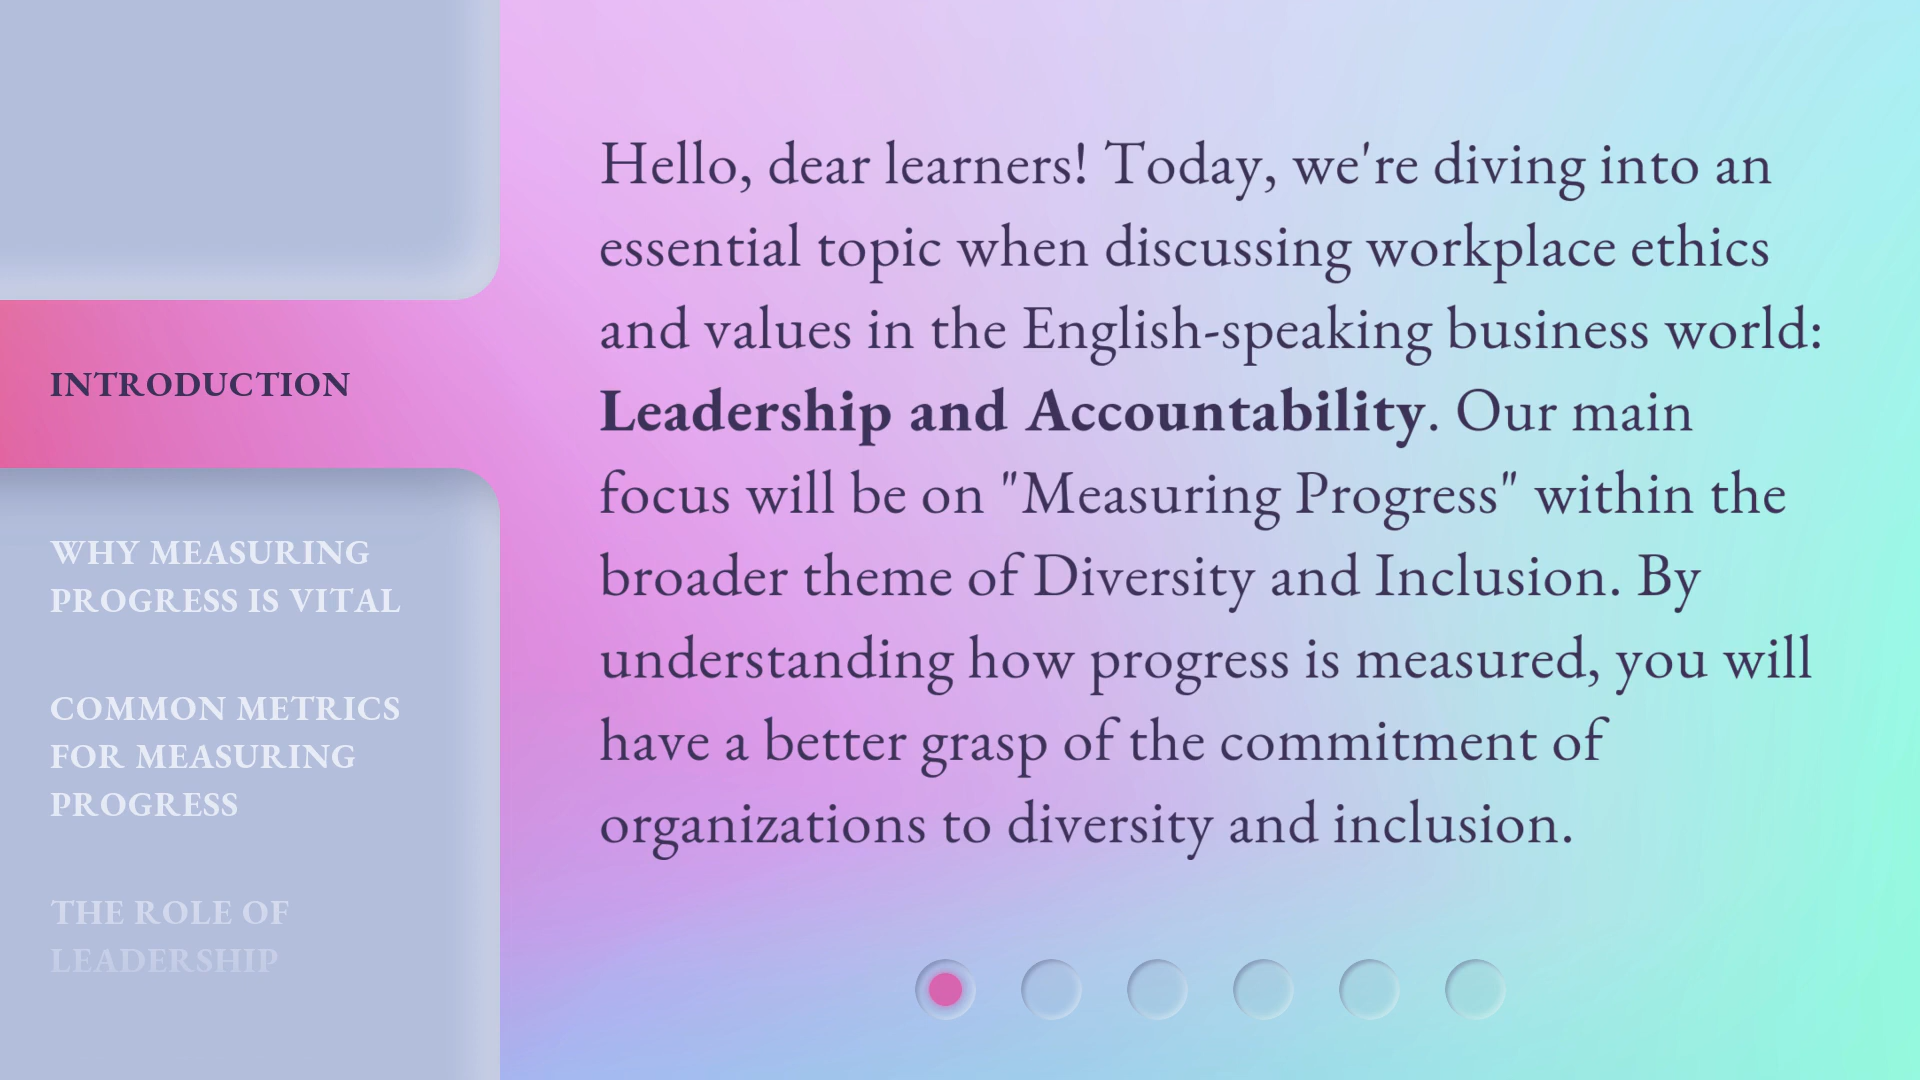 INTRODUCTION
WHY MEASURING
PROGRESS IS VITAL
COMMON METRICS
FOR MEASURING
PROGRESS
THE ROLE OF
LEADERSHIP
Hello, dear learners! Today, we're diving into an
essential topic when discussing workplace ethics
and values in the English-speaking business world:
Leadership and Accountability. Our main
focus will be on "Measuring Progress" within the
broader theme of Diversity and Inclusion. By
understanding how progress is measured, you will
have a better grasp of the commitment of
organizations to diversity and inclusion.